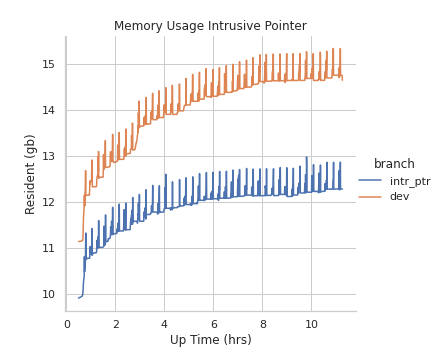 Memory Usage Intrusive Pointer
15
14
13
12
11
10
Resident (gb)
0
2
4
6
8
10
Up Time (hrs)
branch
intr_ptr
dev